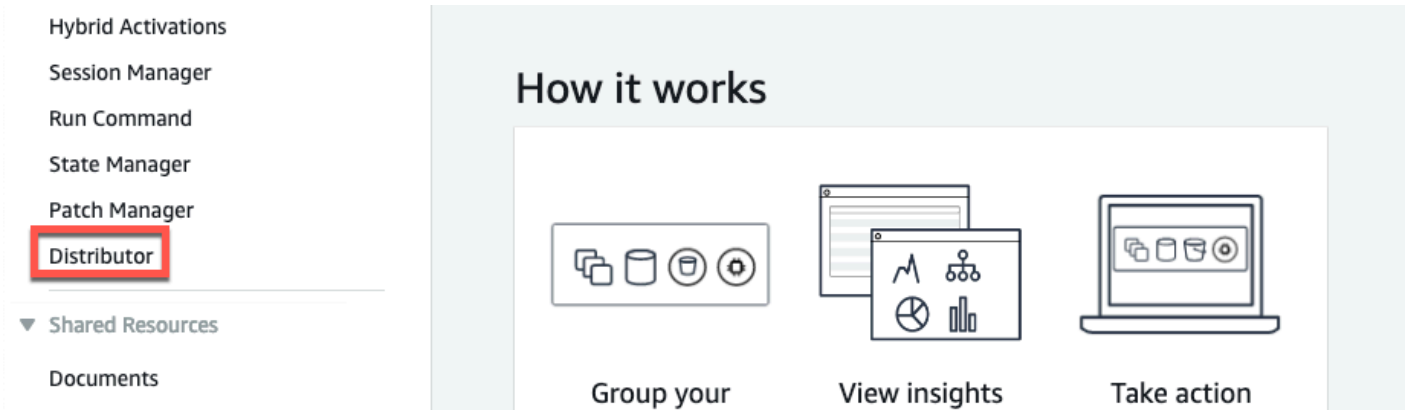 Hybrid Activations
Session Manager
Run Command
State Manager
Patch Manager
Distributor
Shared Resources
Documents
How it works
Group your
View insights
Take action